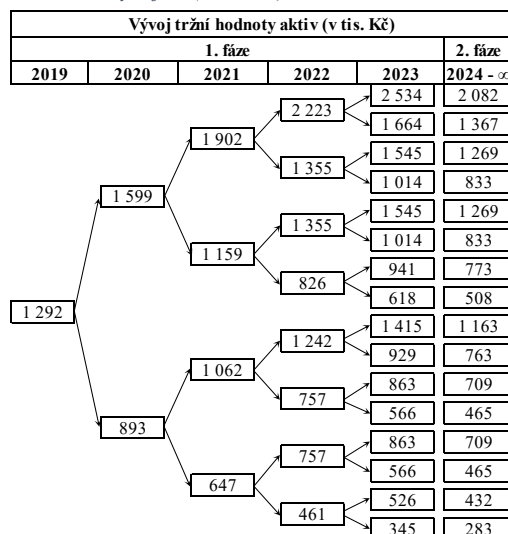 Vývoj tržní hodnoty aktiv (v tis. Kč)
1. fáze 2. fáze
2019 2020 2021 2022 2023 2024 - ∞
2 534 2 082
2 223
1 664 1 367
1 902
1 545 1 269
1 355
1 014 833
1 599
1 545 1 269
1 355
1 014 833
1 159
941 773
826
618 508
1 292
1 415 1 163
1 242
929 763
1 062
863 709
757
566 465
893
863 709
757
566 465
647
526 432
461
345 283